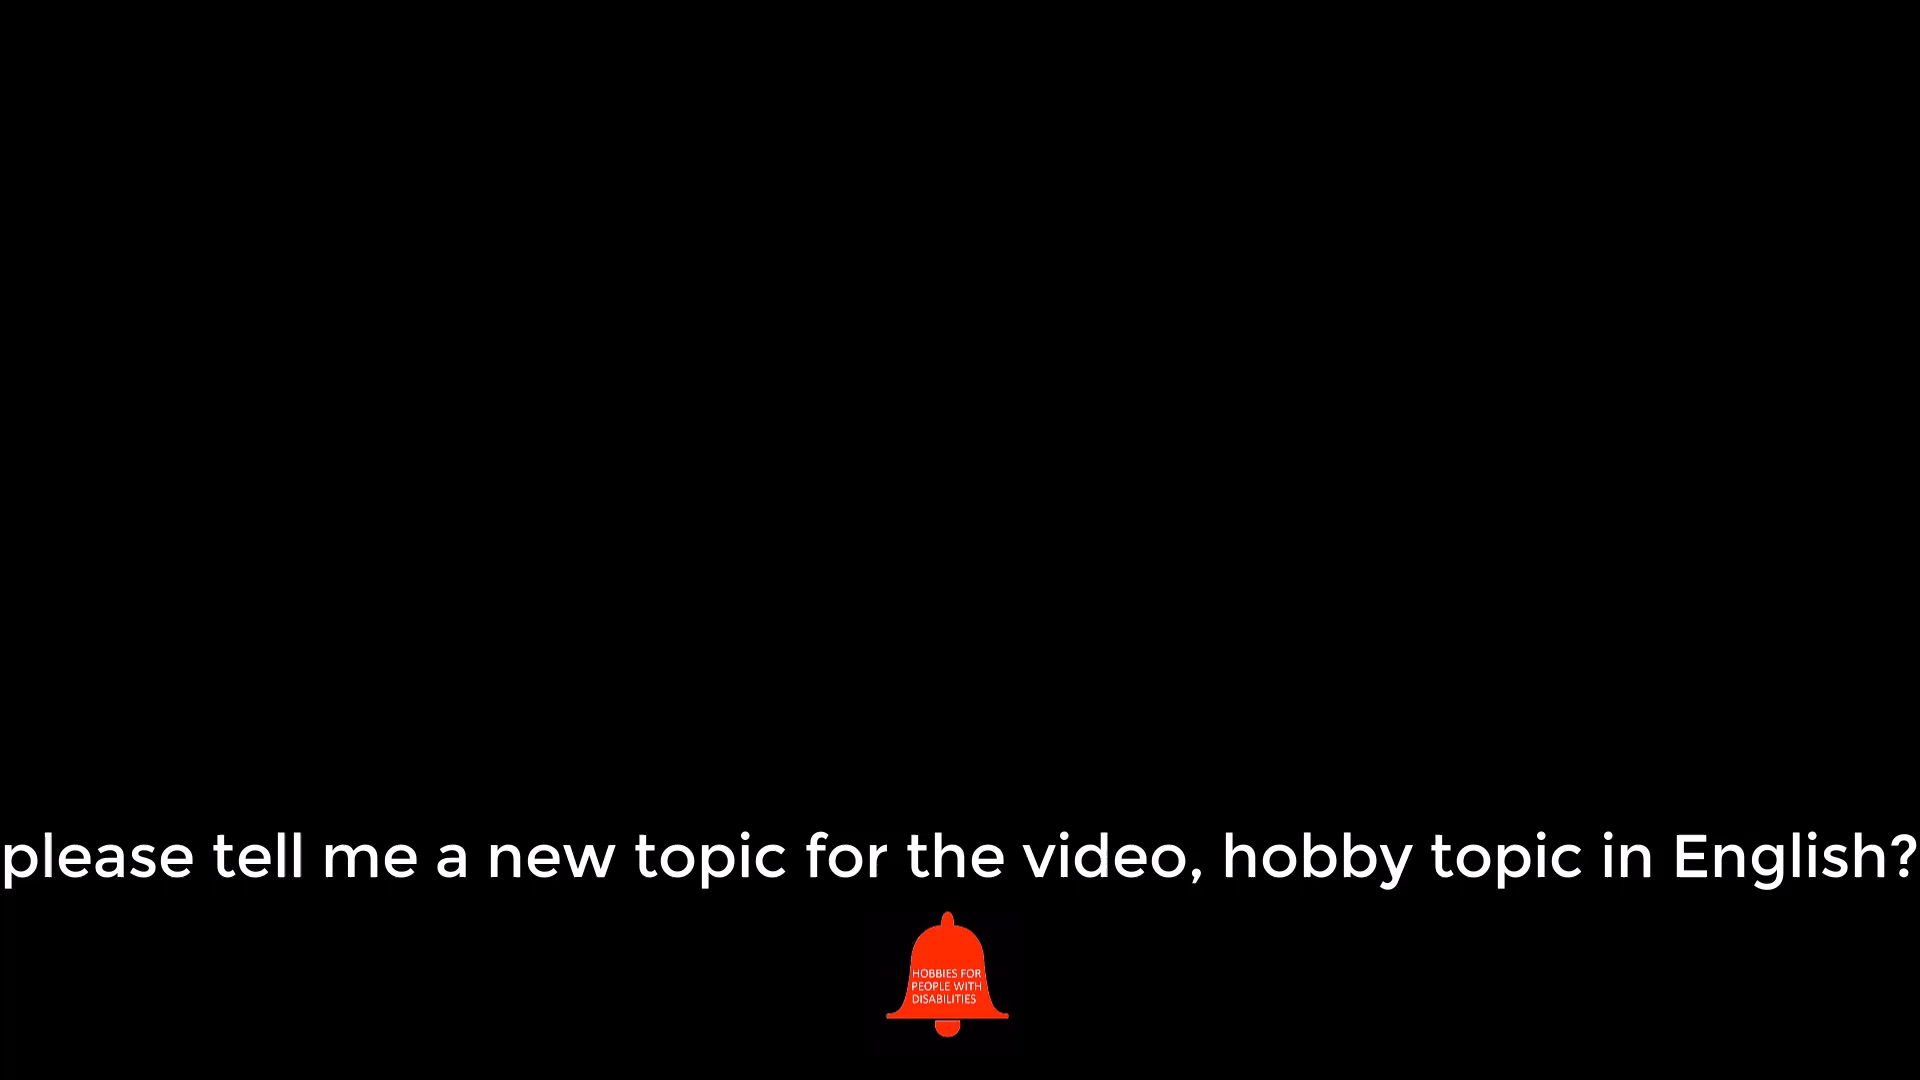 please tell me a new topic for the video, hobby topic in English?
HOBBIES FOR
PEOPLE WITH
DISABILITIES